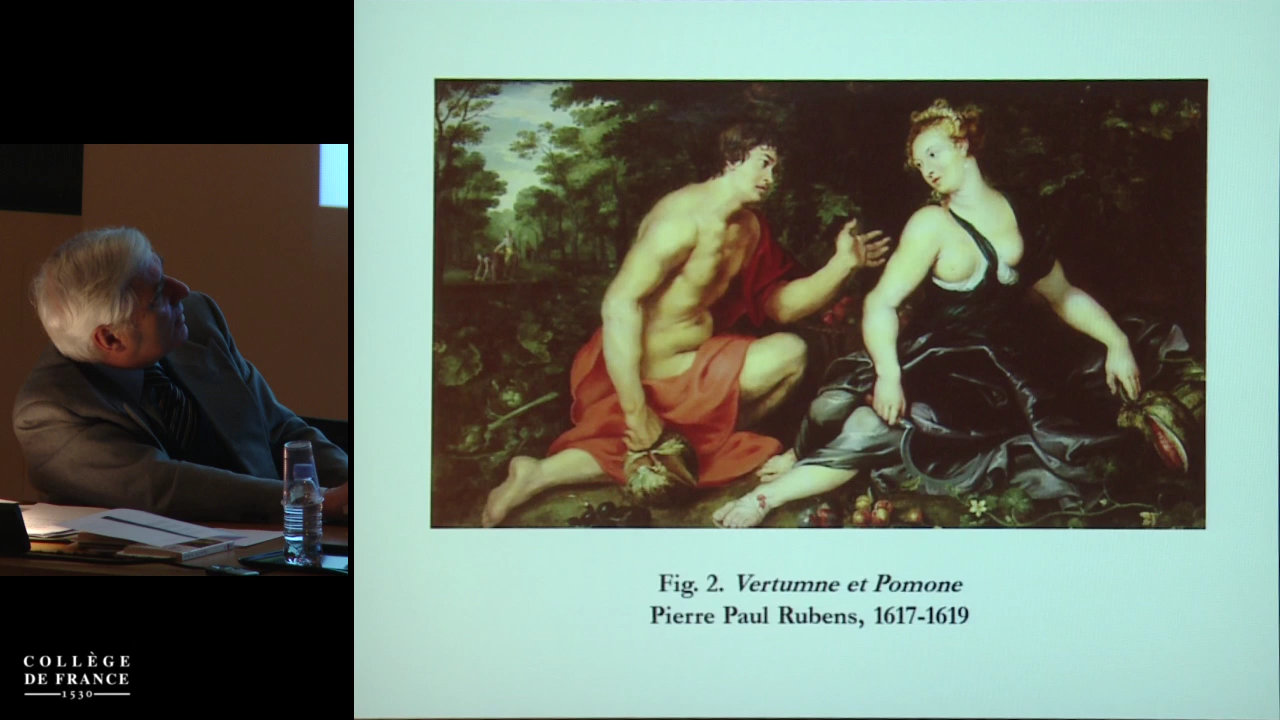 Fig. 2. Vertumne et Pomone
Pierre Paul Rubens, 1617-1619
COLLÈGE
DE FRANCE
1530